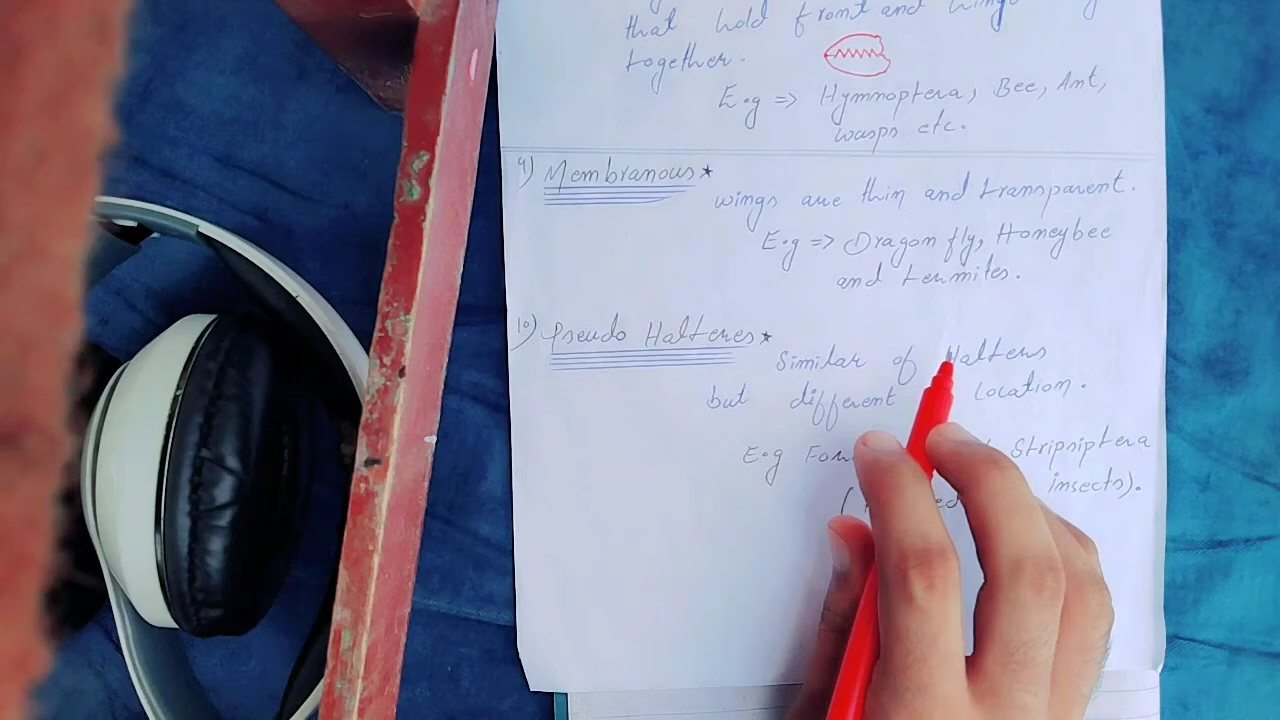 that hold front and wings
together.
E.g => Hymnoptera, Bee, Ant,
wasps etc.
9) Membranous★
wings are thin and transparent.
E.g => Dragon fly, Honeybee
and termites.
10) Pseudo Halteres★
Similar of Halters
but different Location.
E.g Stripsiptera
insects).